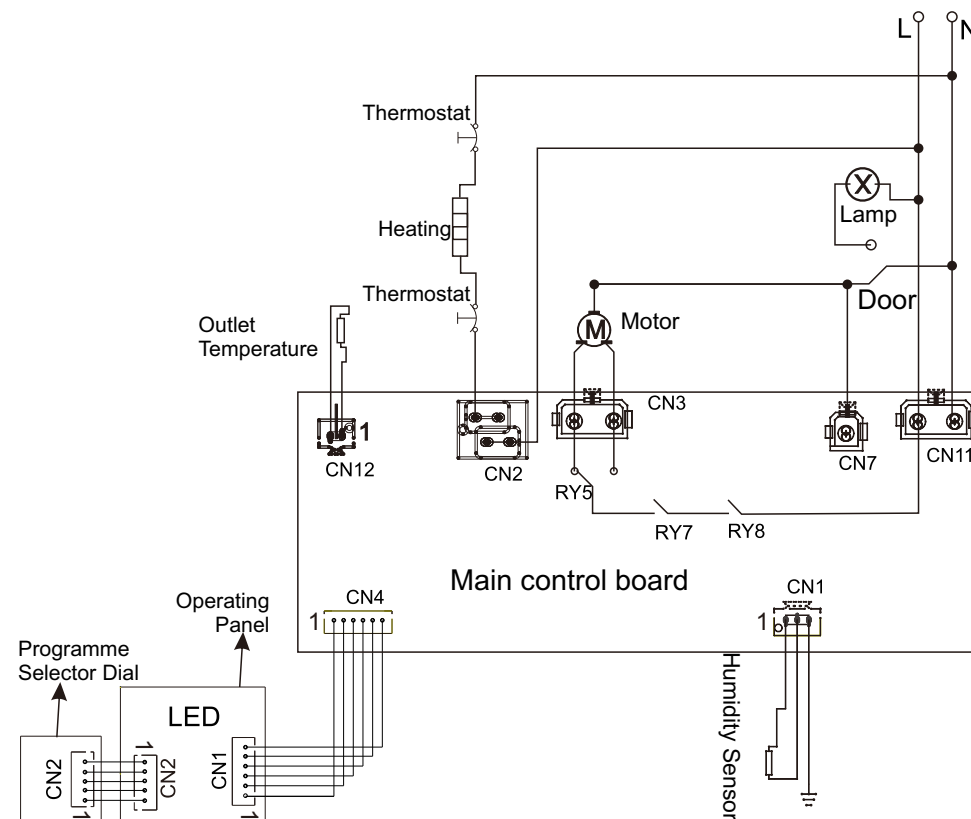 L
N
Thermostat
X
Lamp
Heating
Thermostat
Door
Outlet
Temperature
M
Motor
CN3
1
CN12
CN2
CN7
CN11
RY5
RY7
RY8
Main control board
CN4
1
CN1
1
Operating
Panel
Programme
Selector Dial
LED
Humidity Sensor
1
CN2
CN2
CN1
1
1